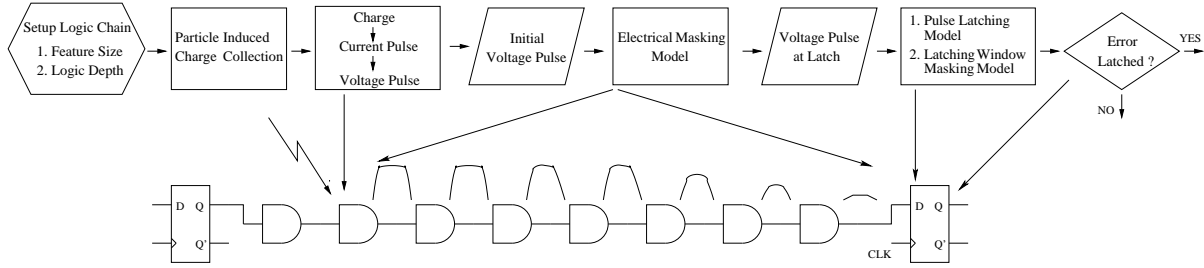 Setup Logic Chain
1. Feature Size
2. Logic Depth
Particle Induced
Charge Collection
Charge
Current Pulse
Voltage Pulse
Initial
Voltage Pulse
Electrical Masking
Model
Voltage Pulse
at Latch
1. Pulse Latching
Model
2. Latching Window
Masking Model
Error
Latched ?
YES
NO
D Q
Q'
D Q
Q'
CLK